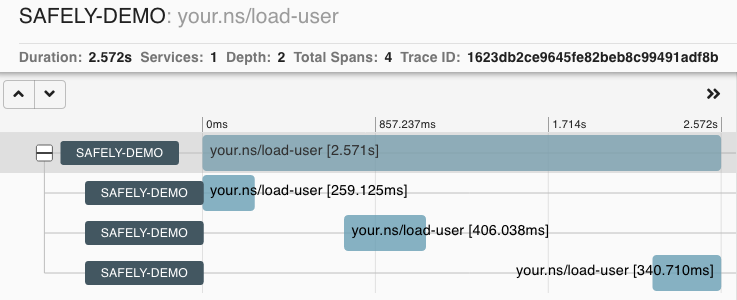 SAFELY-DEMO: your.ns/load-user
Duration: 2.572s Services: 1 Depth: 2 Total Spans: 4 Trace ID: 1623db2ce9645fe82beb8c99491adf8b
0ms 857.237ms 1.714s 2.572s
SAFELY-DEMO your.ns/load-user [2.571s]
SAFELY-DEMO your.ns/load-user [259.125ms]
SAFELY-DEMO your.ns/load-user [406.038ms]
SAFELY-DEMO your.ns/load-user [340.710ms]